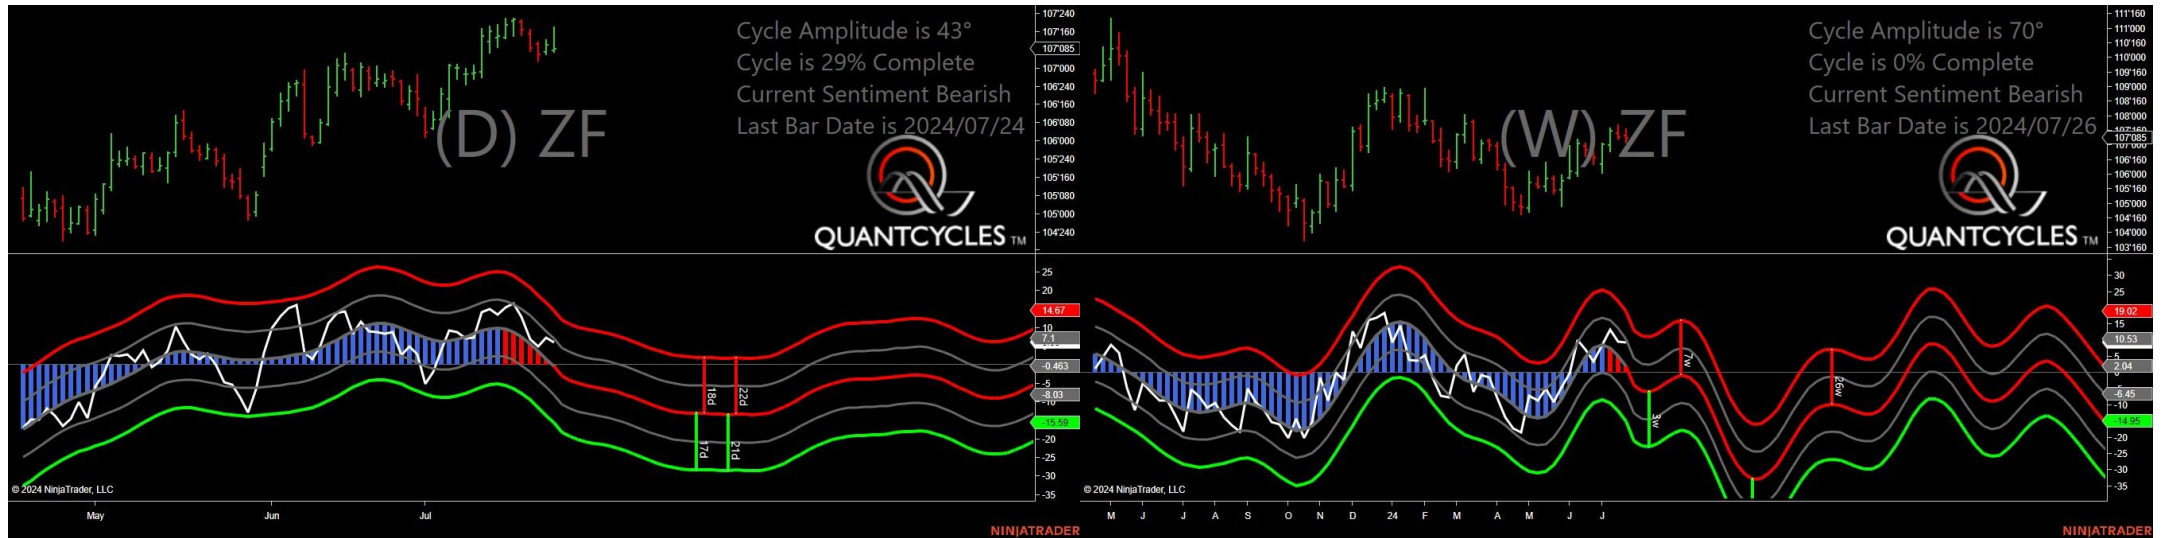 Cycle Amplitude is 43°
Cycle is 29% Complete
Current Sentiment Bearish
Last Bar Date is 2024/07/24
(D) ZF
QUANTCYCLES TM
107'240
107'160
107'085
107'000
106'240
106'160
106'080
106'000
105'240
105'160
105'080
105'000
104'240
25
20
14.67
10
7.1
-0.463
-5
-8.03
-10
-15.59
-20
-25
-30
-35
18d
22d
17d
21d
© 2024 NinjaTrader, LLC
May Jun Jul
NINJATRADER
Cycle Amplitude is 70°
Cycle is 0% Complete
Current Sentiment Bearish
Last Bar Date is 2024/07/26
(W) ZF
QUANTCYCLES TM
111'160
111'000
110'160
110'000
109'160
109'000
108'160
108'000
107'160
107'085
107'000
106'160
106'000
105'160
105'000
104'160
104'000
103'160
30
25
19.02
15
10.53
5
2.04
-6.45
-10
-14.95
-20
-25
-30
-35
7w
3w
26w
© 2024 NinjaTrader, LLC
M J J A S O N D 24 F M A M J J
NINJATRADER